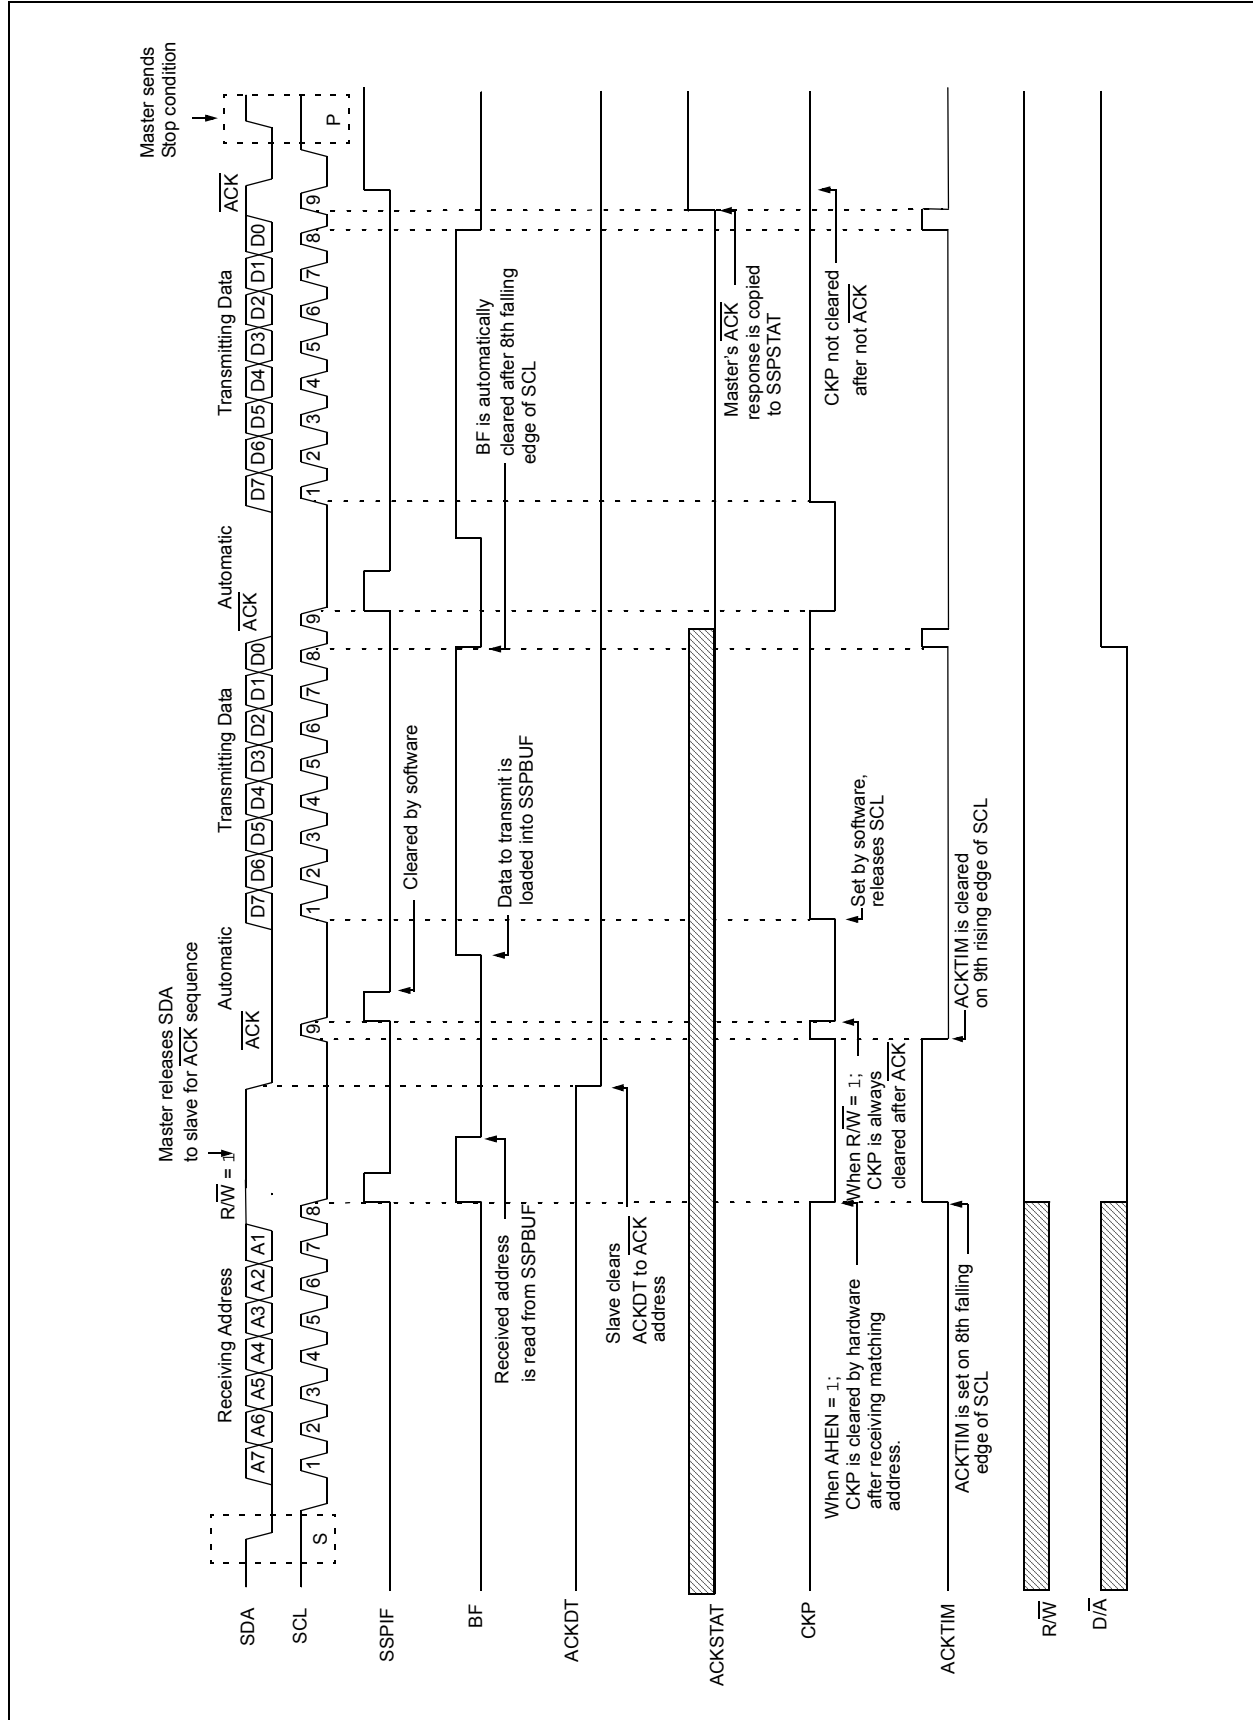 Master sends
Stop condition
Master releases SDA
to slave for A̅C̅K̅ sequence
Receiving Address
R/W̅ = 1
A̅C̅K̅
Automatic
Transmitting Data
Automatic
A̅C̅K̅
Transmitting Data
A̅C̅K̅
SDA
A7 A6 A5 A4 A3 A2 A1
D7 D6 D5 D4 D3 D2 D1 D0
D7 D6 D5 D4 D3 D2 D1 D0
SCL
S
1 2 3 4 5 6 7 8 9
1 2 3 4 5 6 7 8 9
1 2 3 4 5 6 7 8 9
P
SSPIF
Cleared by software
BF
Received address
is read from SSPBUF
Data to transmit is
loaded into SSPBUF
BF is automatically
cleared after 8th falling
edge of SCL
ACKDT
Slave clears
ACKDT to A̅C̅K̅
address
ACKSTAT
Master's A̅C̅K̅
response is copied
to SSPSTAT
CKP
When AHEN = 1;
CKP is cleared by hardware
after receiving matching
address.
When R/W̅ = 1;
CKP is always
cleared after A̅C̅K̅
Set by software,
releases SCL
CKP not cleared
after not A̅C̅K̅
ACKTIM
ACKTIM is set on 8th falling
edge of SCL
ACKTIM is cleared
on 9th rising edge of SCL
R/W̅
D/A̅